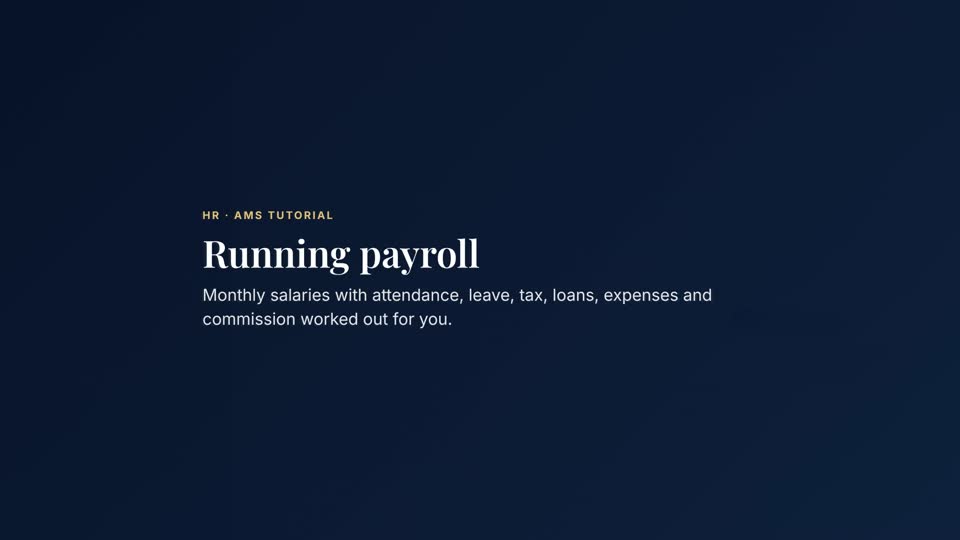 HR · AMS TUTORIAL
Running payroll
Monthly salaries with attendance, leave, tax, loans, expenses and
commission worked out for you.